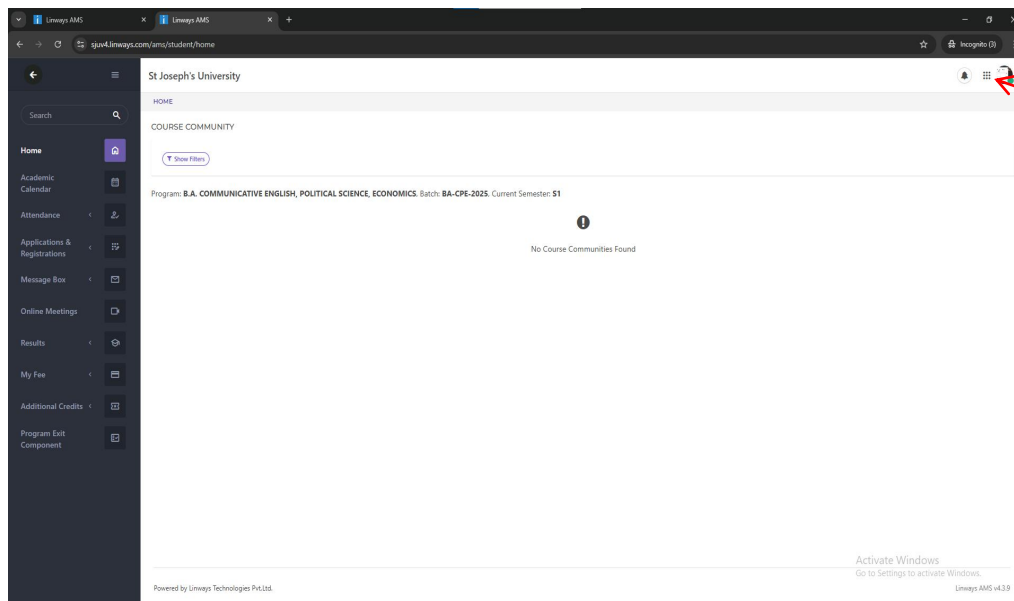 Linways AMS
Linways AMS
sjuv4.linways.com/ams/student/home
Incognito (3)
St Joseph's University
HOME
Search
COURSE COMMUNITY
Show Filters
Home
Academic
Calendar
Program: B.A. COMMUNICATIVE ENGLISH, POLITICAL SCIENCE, ECONOMICS. Batch: BA-CPE-2025. Current Semester: S1
Attendance
Applications &
Registrations
No Course Communities Found
Message Box
Online Meetings
Results
My Fee
Additional Credits
Program Exit
Component
Activate Windows
Go to Settings to activate Windows.
Powered by Linways Technologies Pvt.Ltd.
Linways AMS v4.3.9